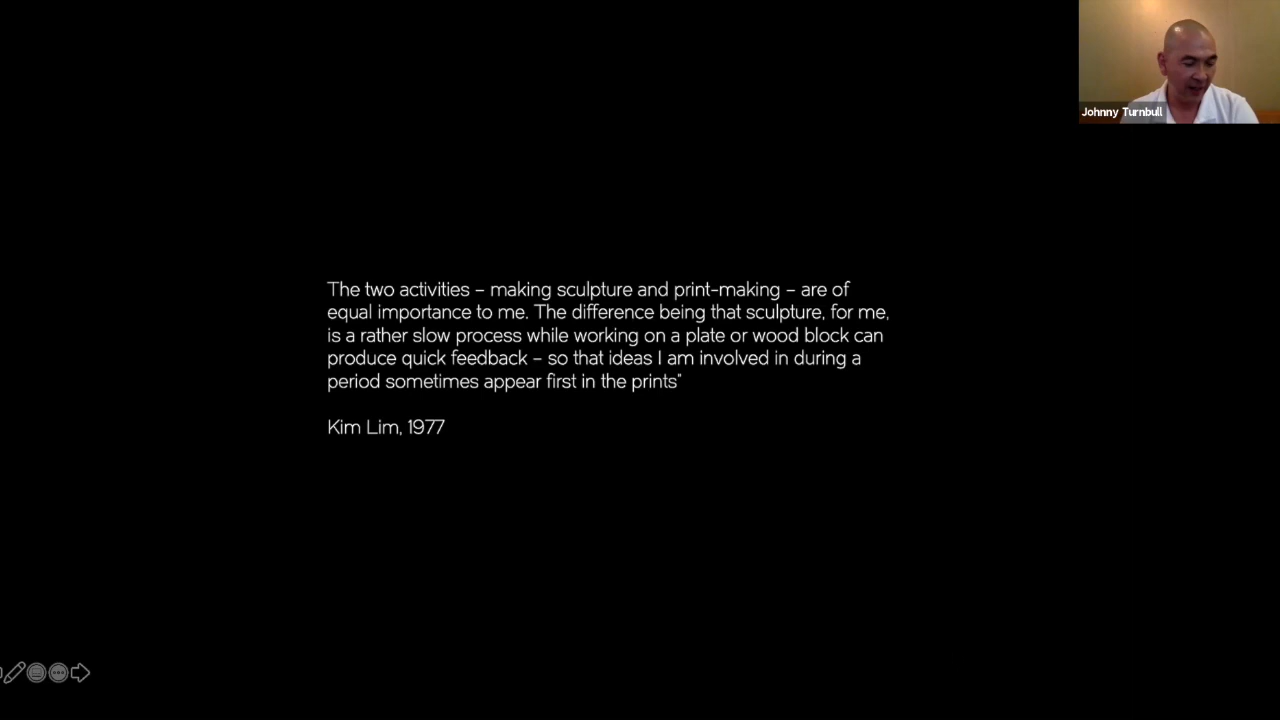 Johnny Turnbull
The two activities – making sculpture and print-making – are of
equal importance to me. The difference being that sculpture, for me,
is a rather slow process while working on a plate or wood block can
produce quick feedback – so that ideas I am involved in during a
period sometimes appear first in the prints"
Kim Lim, 1977